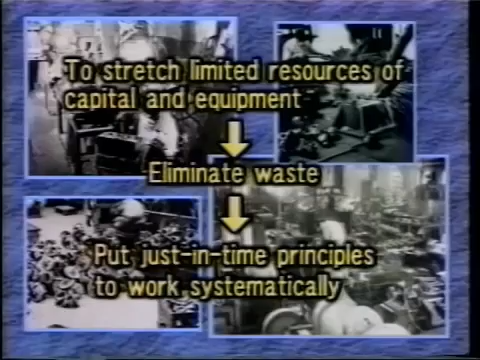 To stretch limited resources of
capital and equipment
Eliminate waste
Put just-in-time principles
to work systematically